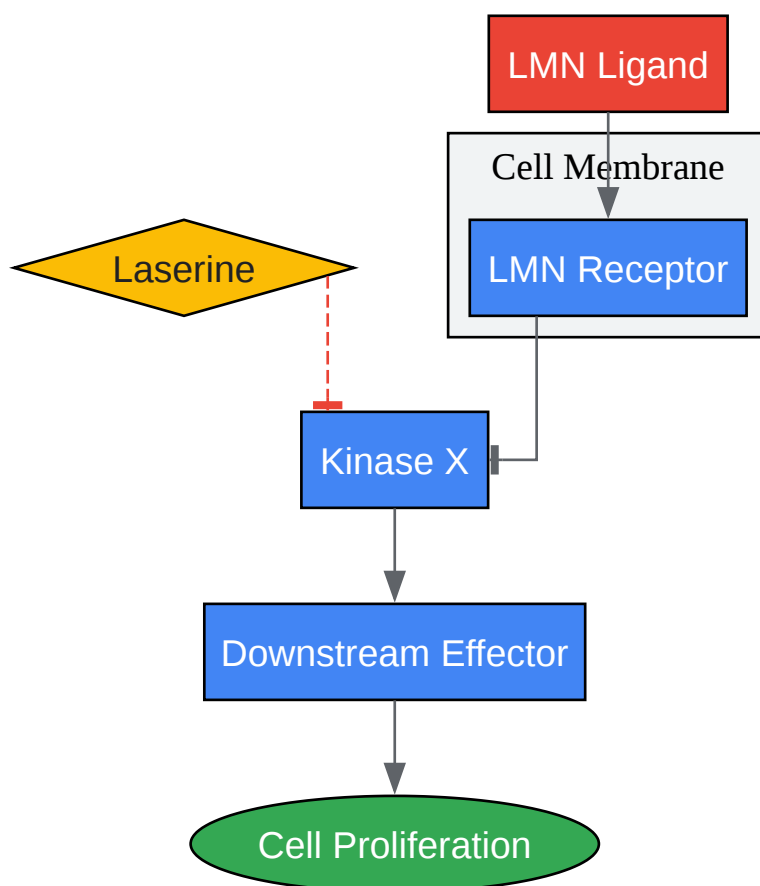 LMN Ligand
Cell Membrane
LMN Receptor
Laserine
Kinase X
Downstream Effector
Cell Proliferation